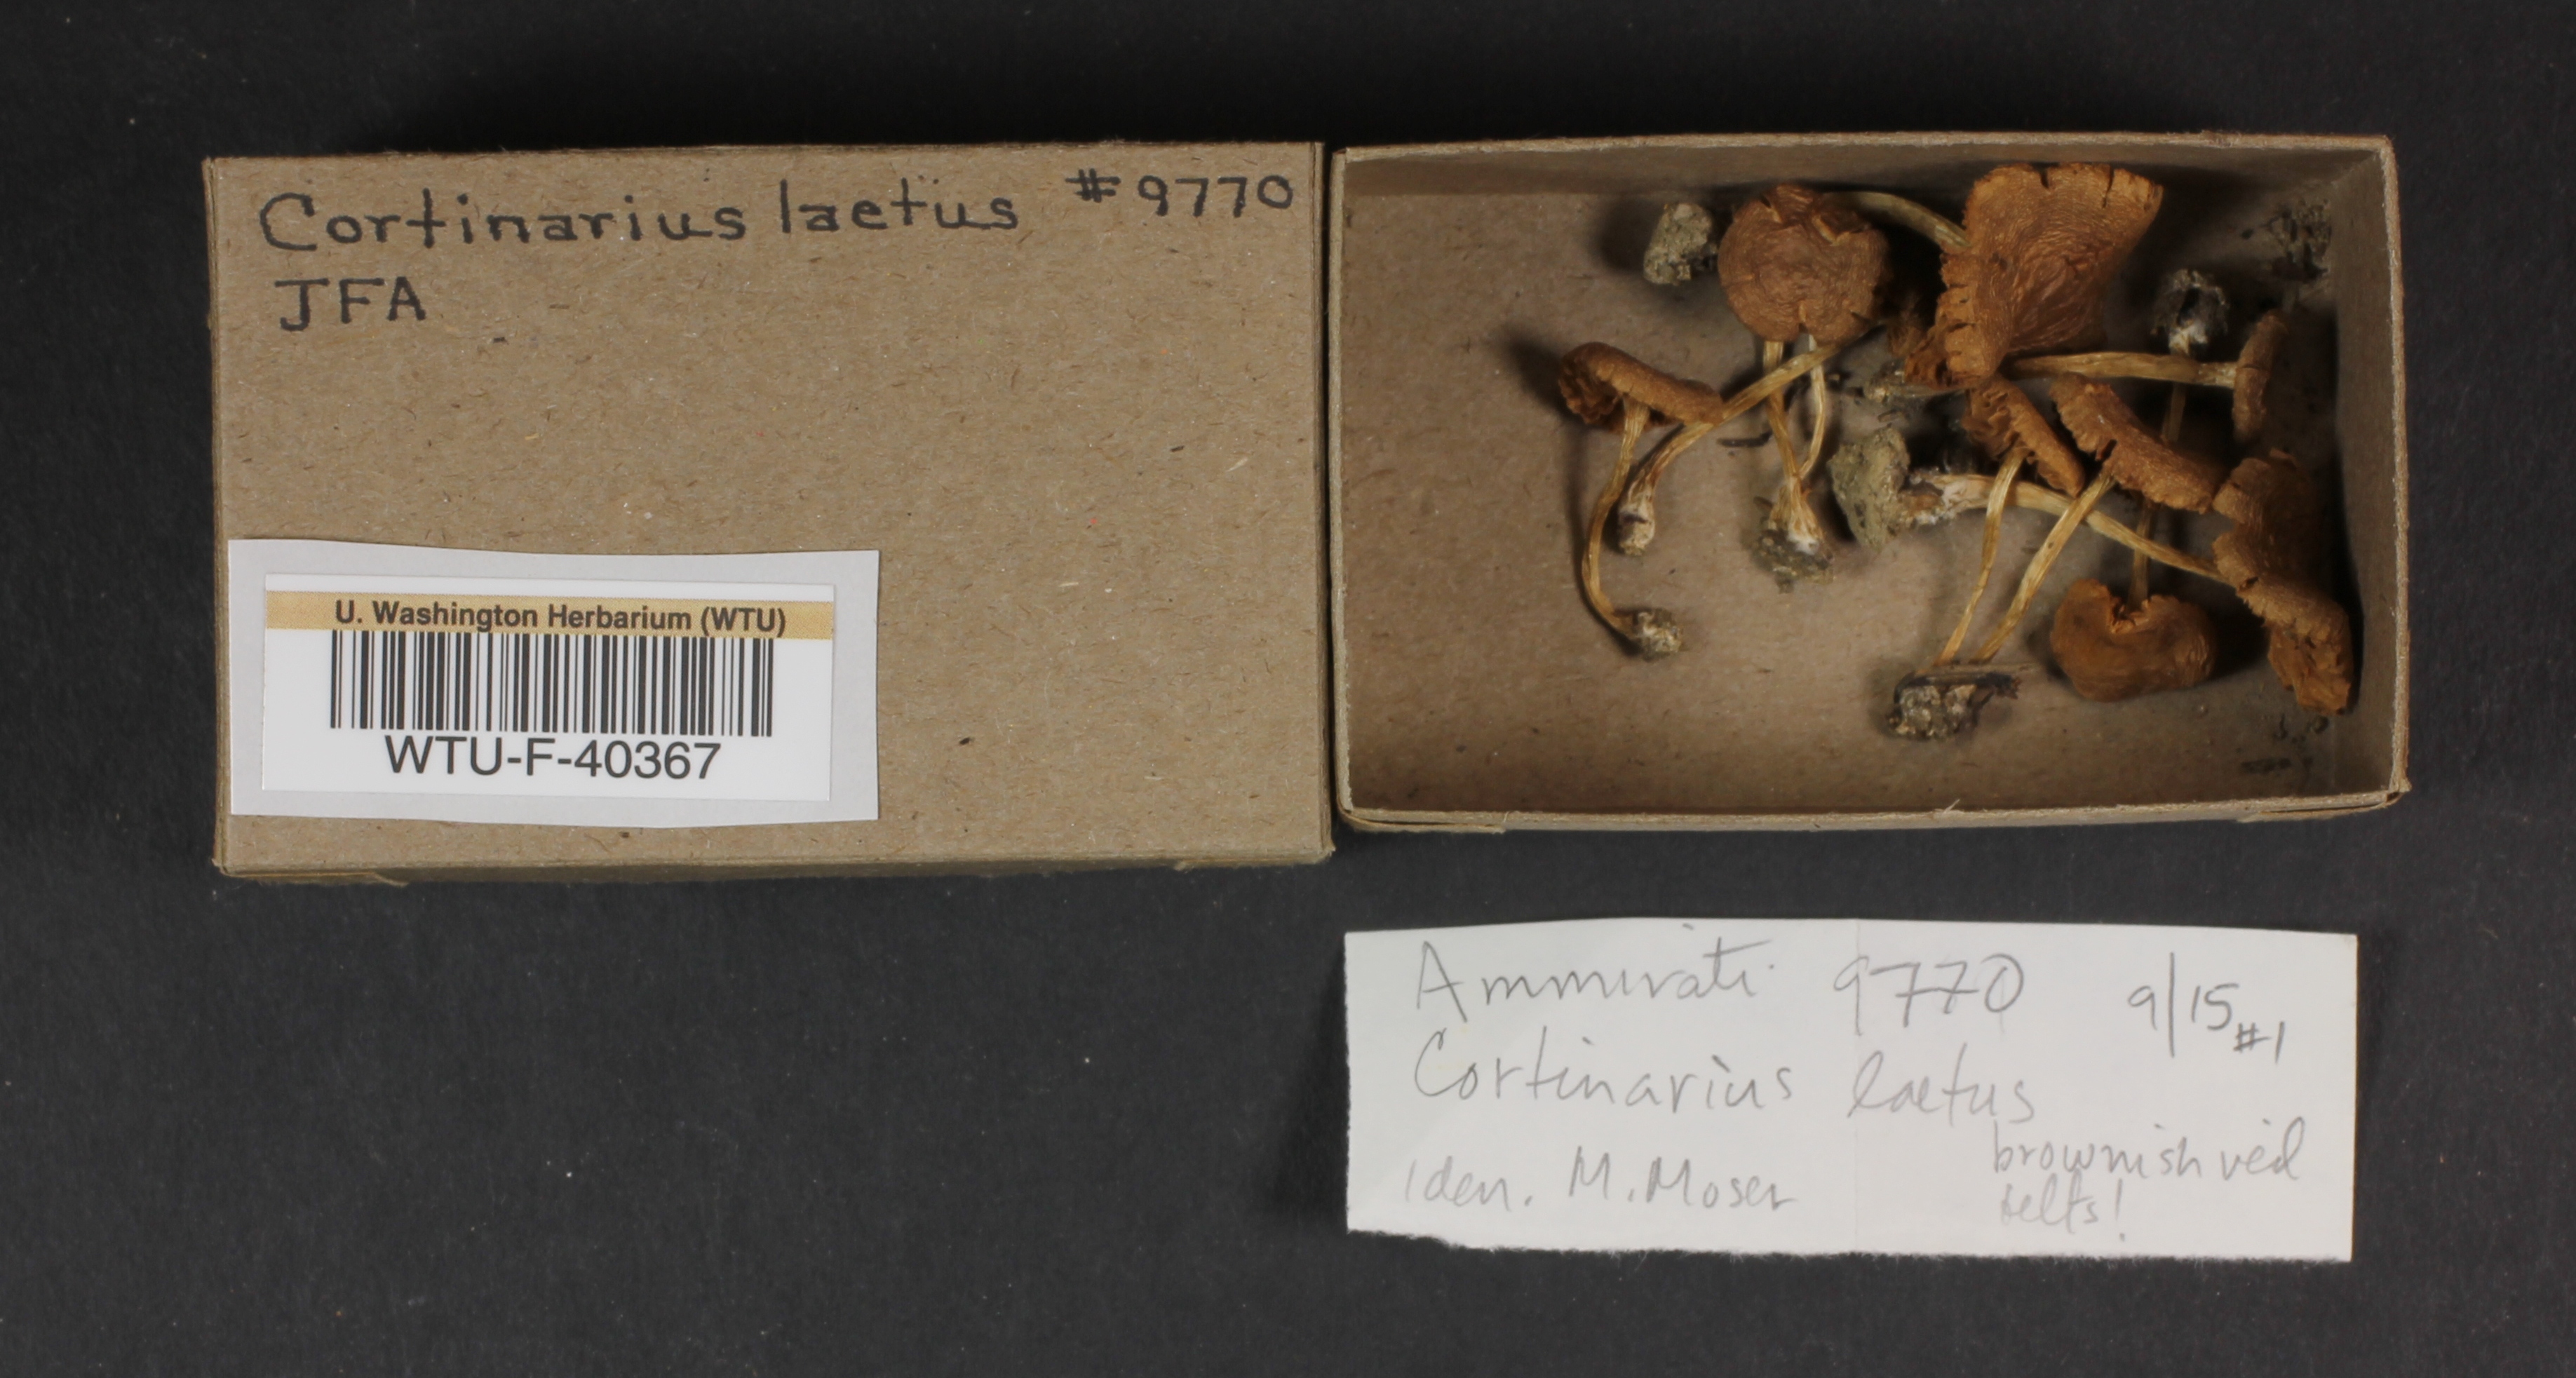 Cortinarius laetus #9770
JFA
U. Washington Herbarium (WTU)
WTU-F-40367
Ammirati 9770 9/15 #1
Cortinarius laetus
brownish veil
Iden. M. Moser
belts!